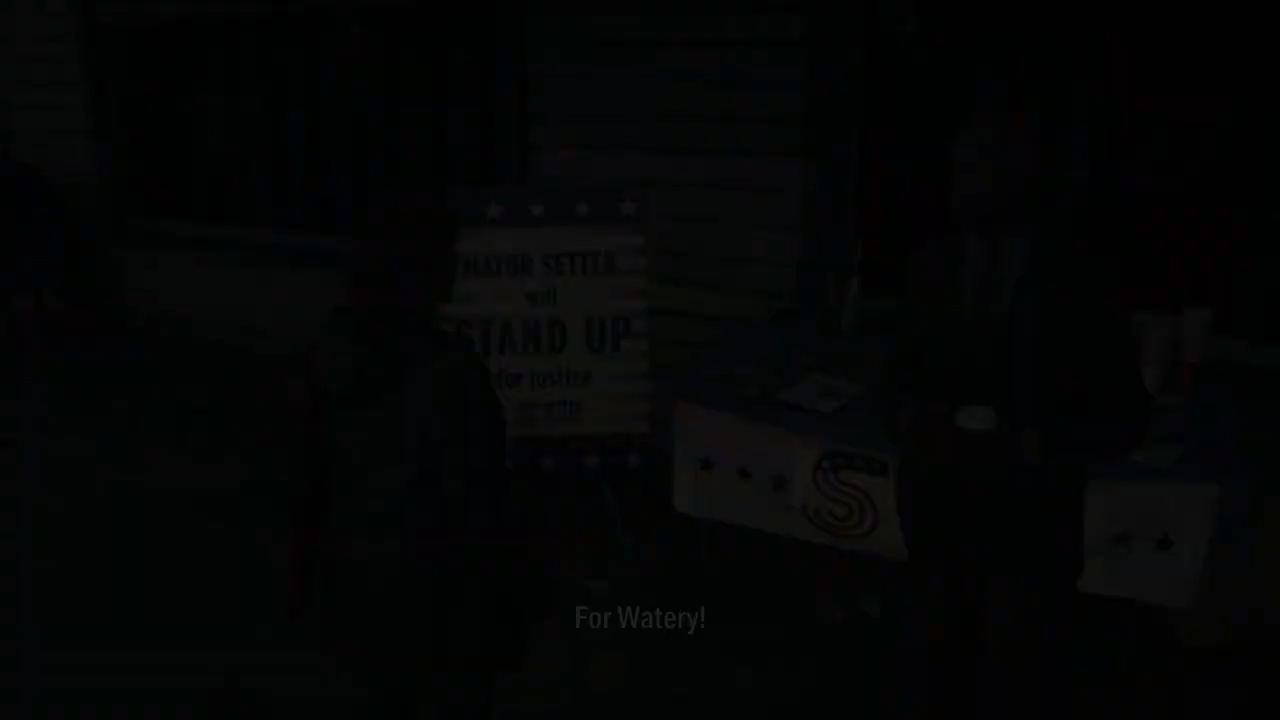 MAYOR SETTER
will
STAND UP
for justice
S
For Watery!